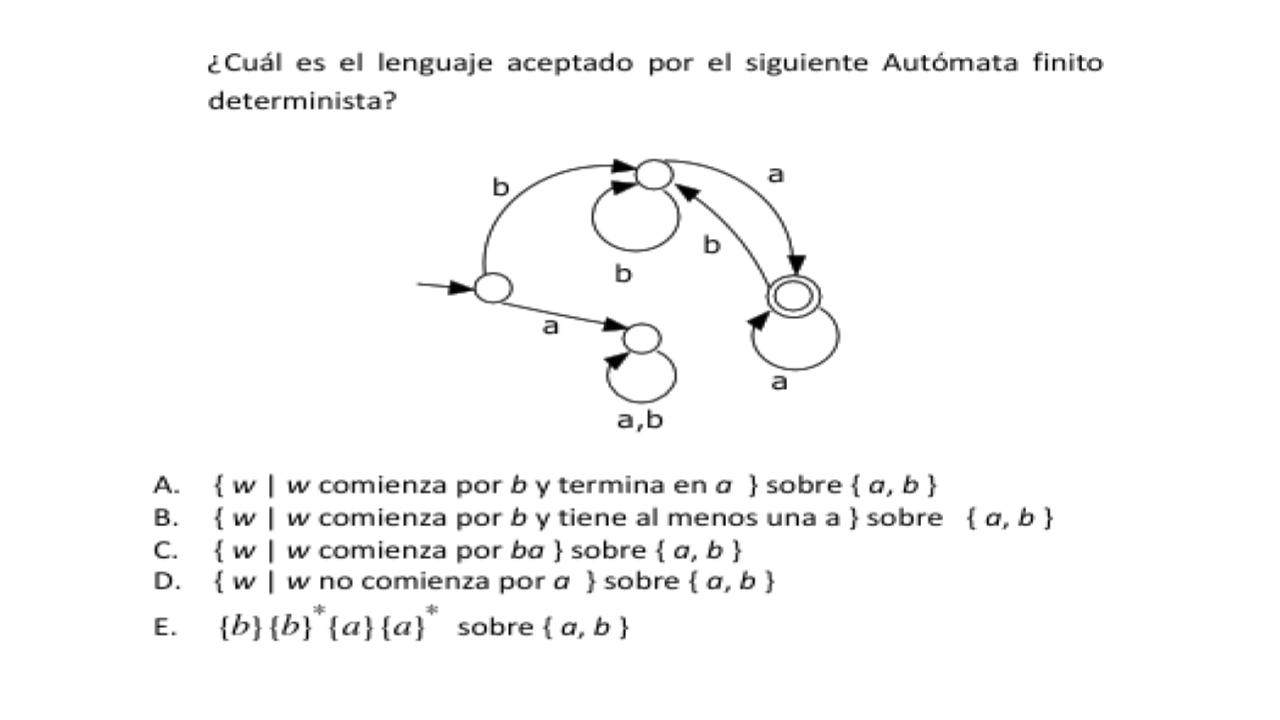 ¿Cuál es el lenguaje aceptado por el siguiente Autómata finito
determinista?
b
a
b
b
a
a
a,b
A. { w | w comienza por b y termina en a } sobre { a, b }
B. { w | w comienza por b y tiene al menos una a } sobre { a, b }
C. { w | w comienza por ba } sobre { a, b }
D. { w | w no comienza por a } sobre { a, b }
E. {b}{b}*{a}{a}* sobre { a, b }